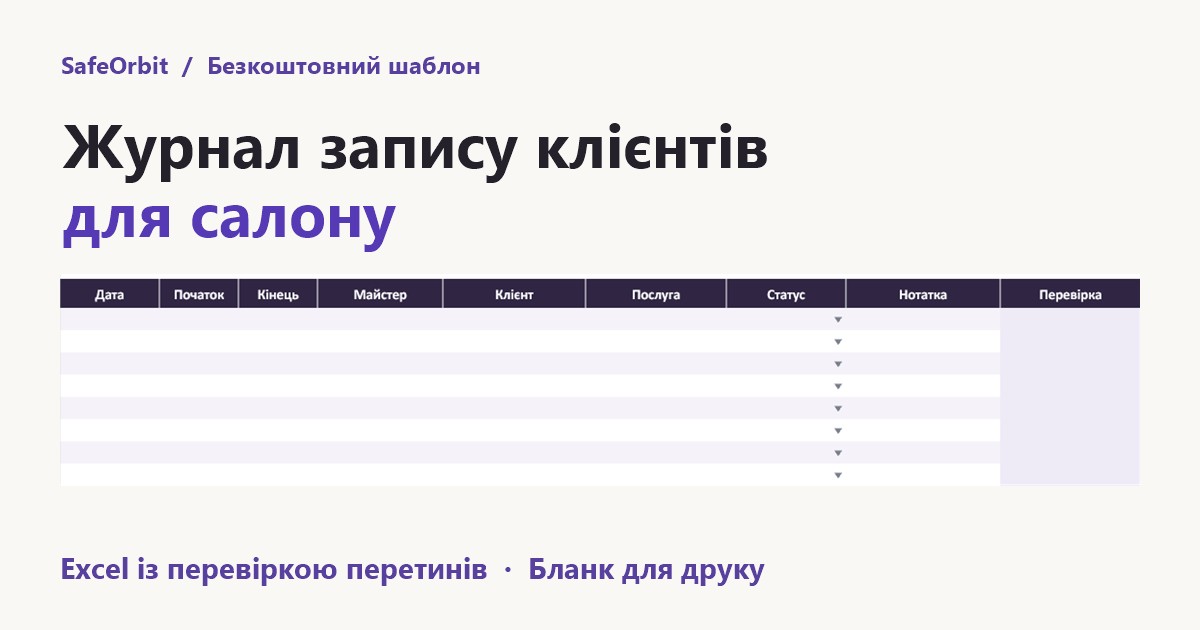 SafeOrbit / Безкоштовний шаблон
Журнал запису клієнтів
для салону
Дата Початок Кінець Майстер Клієнт Послуга Статус Нотатка Перевірка
Excel із перевіркою перетинів · Бланк для друку